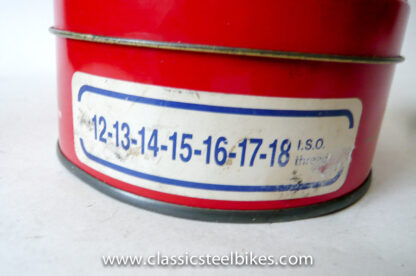 12-13-14-15-16-17-18 I.S.O.
thread
www.classicsteelbikes.com